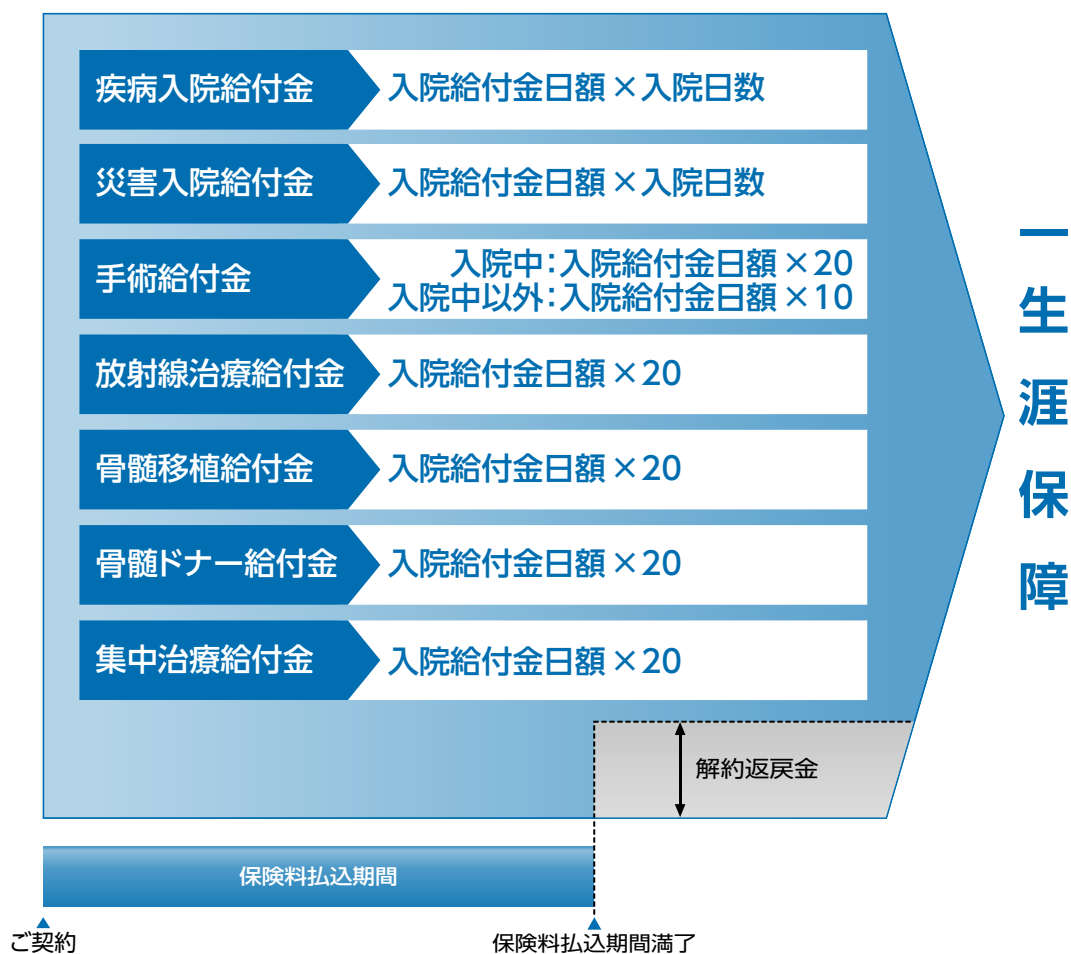 疾病入院給付金
入院給付金日額×入院日数
災害入院給付金
入院給付金日額×入院日数
手術給付金
入院中：入院給付金日額×20
入院中以外：入院給付金日額×10
放射線治療給付金
入院給付金日額×20
骨髄移植給付金
入院給付金日額×20
骨髄ドナー給付金
入院給付金日額×20
集中治療給付金
入院給付金日額×20
一生涯保障
解約返戻金
保険料払込期間
ご契約
保険料払込期間満了